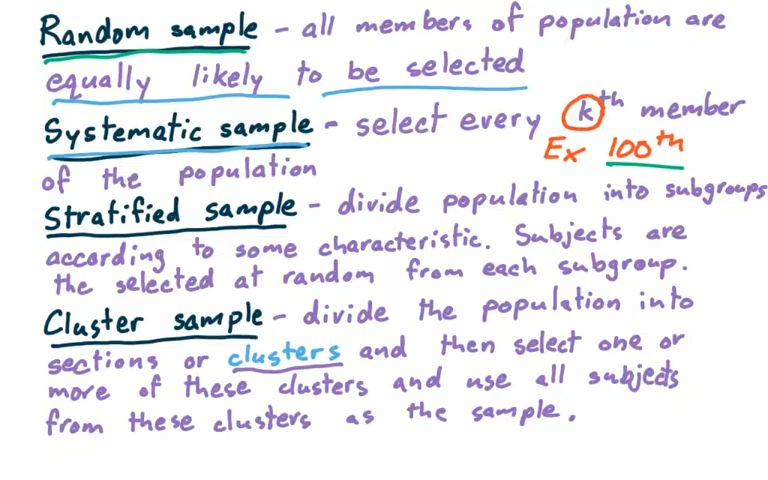 Random sample - all members of population are
equally likely to be selected
Systematic sample - select every kth member
Ex 100th
of the population
Stratified sample - divide population into subgroups
according to some characteristic. Subjects are
the selected at random from each subgroup.
Cluster sample - divide the population into
sections or clusters and then select one or
more of these clusters and use all subjects
from these clusters as the sample.